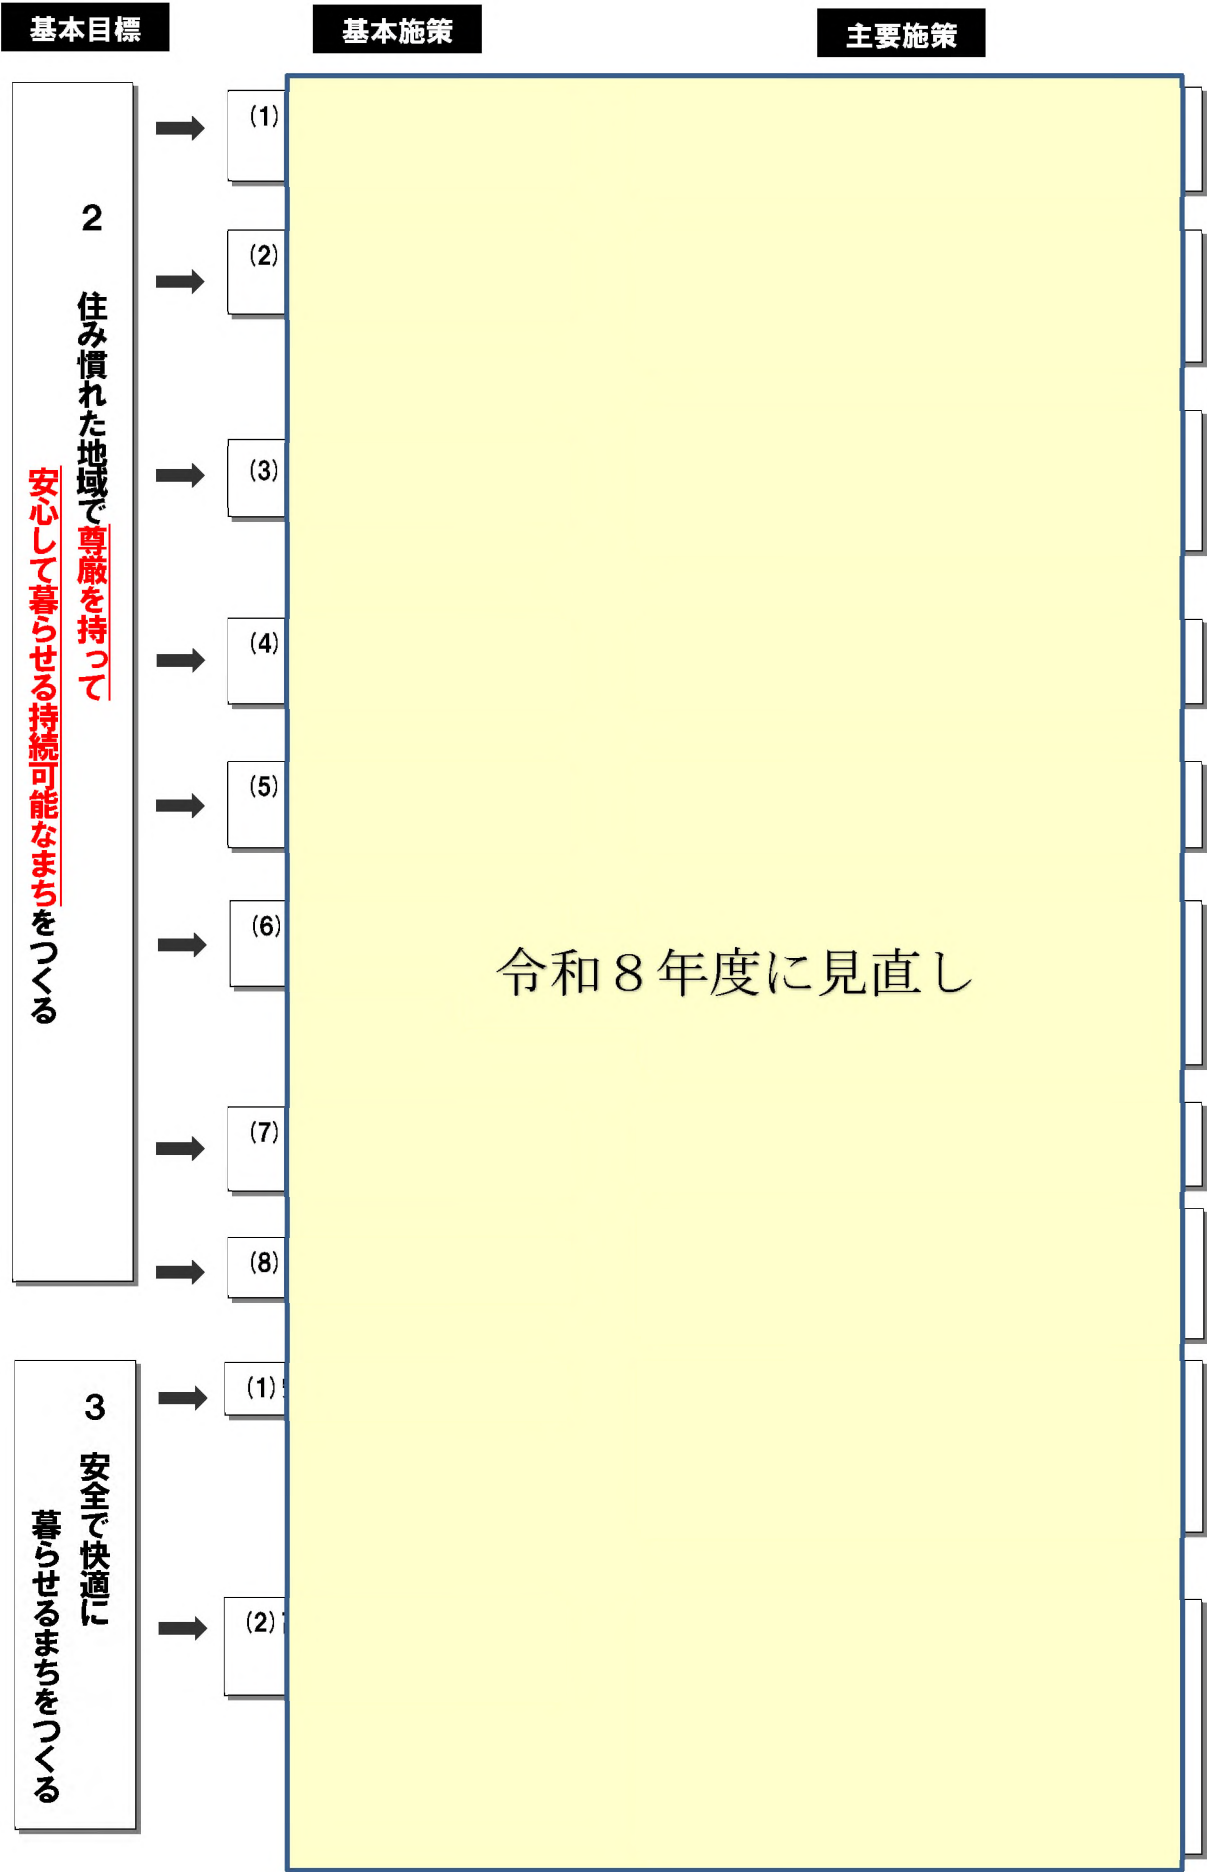 基本目標
基本施策
主要施策
2 住み慣れた地域で尊厳を持って
安心して暮らせる持続可能なまちをつくる
(1)
(2)
(3)
(4)
(5)
(6)
(7)
(8)
令和８年度に見直し
3 安全で快適に
暮らせるまちをつくる
(1)
(2)